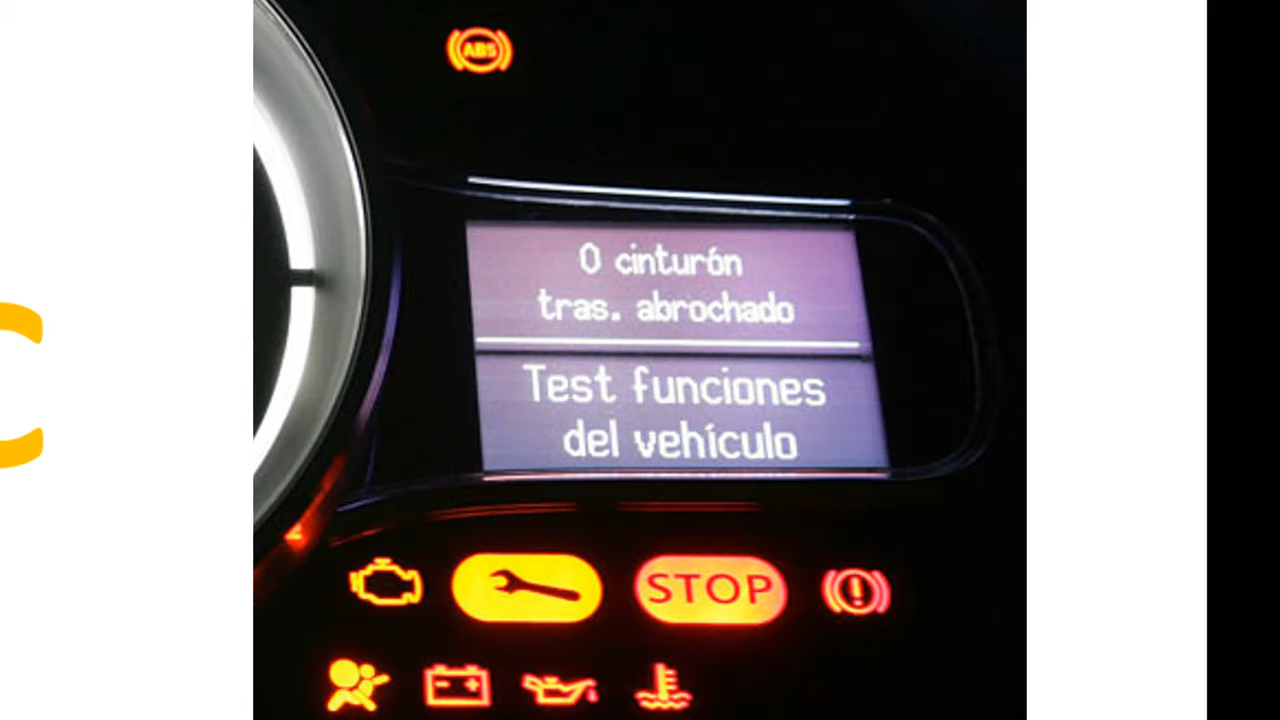 C
ABS
0 cinturón
tras. abrochado
Test funciones
del vehículo
STOP